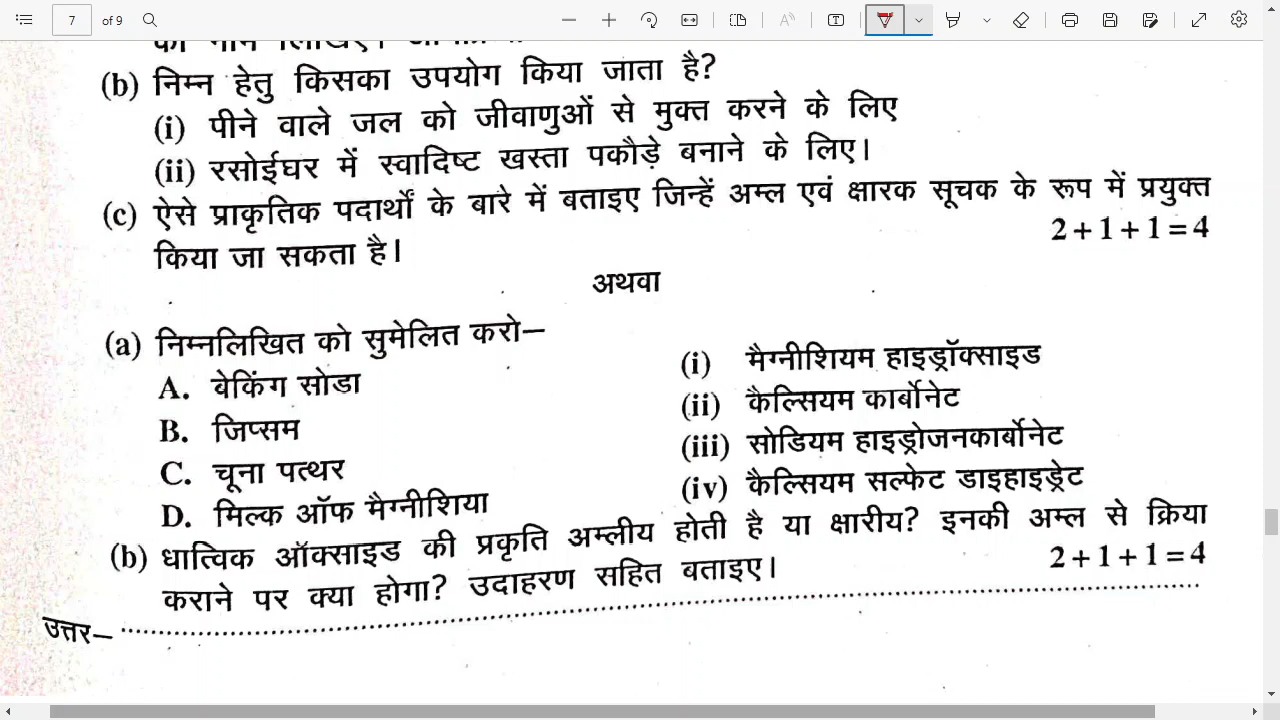 7 of 9
(b) निम्न हेतु किसका उपयोग किया जाता है?
(i) पीने वाले जल को जीवाणुओं से मुक्त करने के लिए
(ii) रसोईघर में स्वादिष्ट खस्ता पकौड़े बनाने के लिए।
(c) ऐसे प्राकृतिक पदार्थों के बारे में बताइए जिन्हें अम्ल एवं क्षारक सूचक के रूप में प्रयुक्त
किया जा सकता है। 2 + 1 + 1 = 4
अथवा
(a) निम्नलिखित को सुमेलित करो–
A. बेकिंग सोडा (i) मैग्नीशियम हाइड्रॉक्साइड
B. जिप्सम (ii) कैल्सियम कार्बोनेट
C. चूना पत्थर (iii) सोडियम हाइड्रोजनकार्बोनेट
D. मिल्क ऑफ मैग्नीशिया (iv) कैल्सियम सल्फेट डाइहाइड्रेट
(b) धात्विक ऑक्साइड की प्रकृति अम्लीय होती है या क्षारीय? इनकी अम्ल से क्रिया
कराने पर क्या होगा? उदाहरण सहित बताइए। 2 + 1 + 1 = 4
उत्तर–